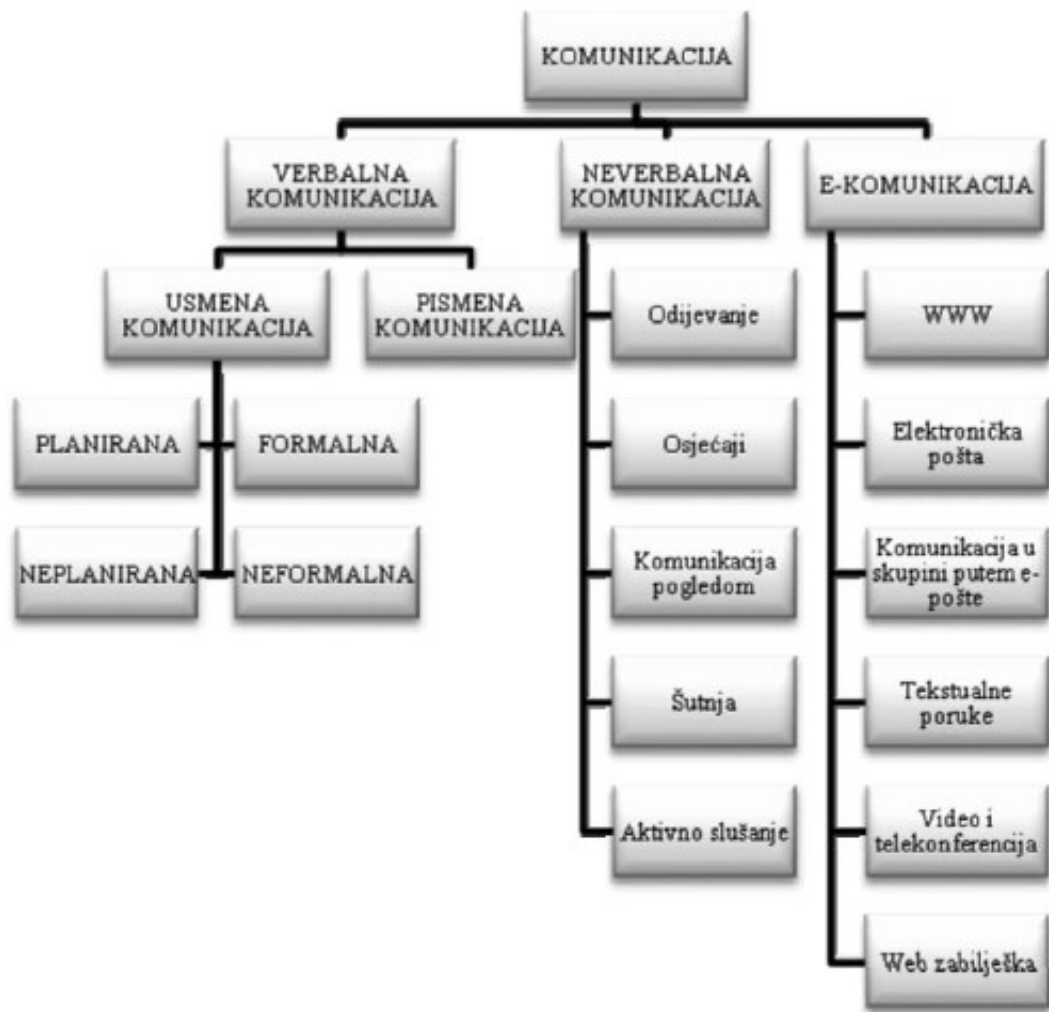 KOMUNIKACIJA
VERBALNA
KOMUNIKACIJA
NEVERBALNA
KOMUNIKACIJA
E-KOMUNIKACIJA
USMENA
KOMUNIKACIJA
PISMENA
KOMUNIKACIJA
PLANIRANA
FORMALNA
NEPLANIRANA
NEFORMALNA
Odijevanje
Osjećaji
Komunikacija
pogledom
Šutnja
Aktivno slušanje
WWW
Elektronička
pošta
Komunikacija u
skupini putem e-
pošte
Tekstualne
poruke
Video i
telekonferencija
Web zabilješka